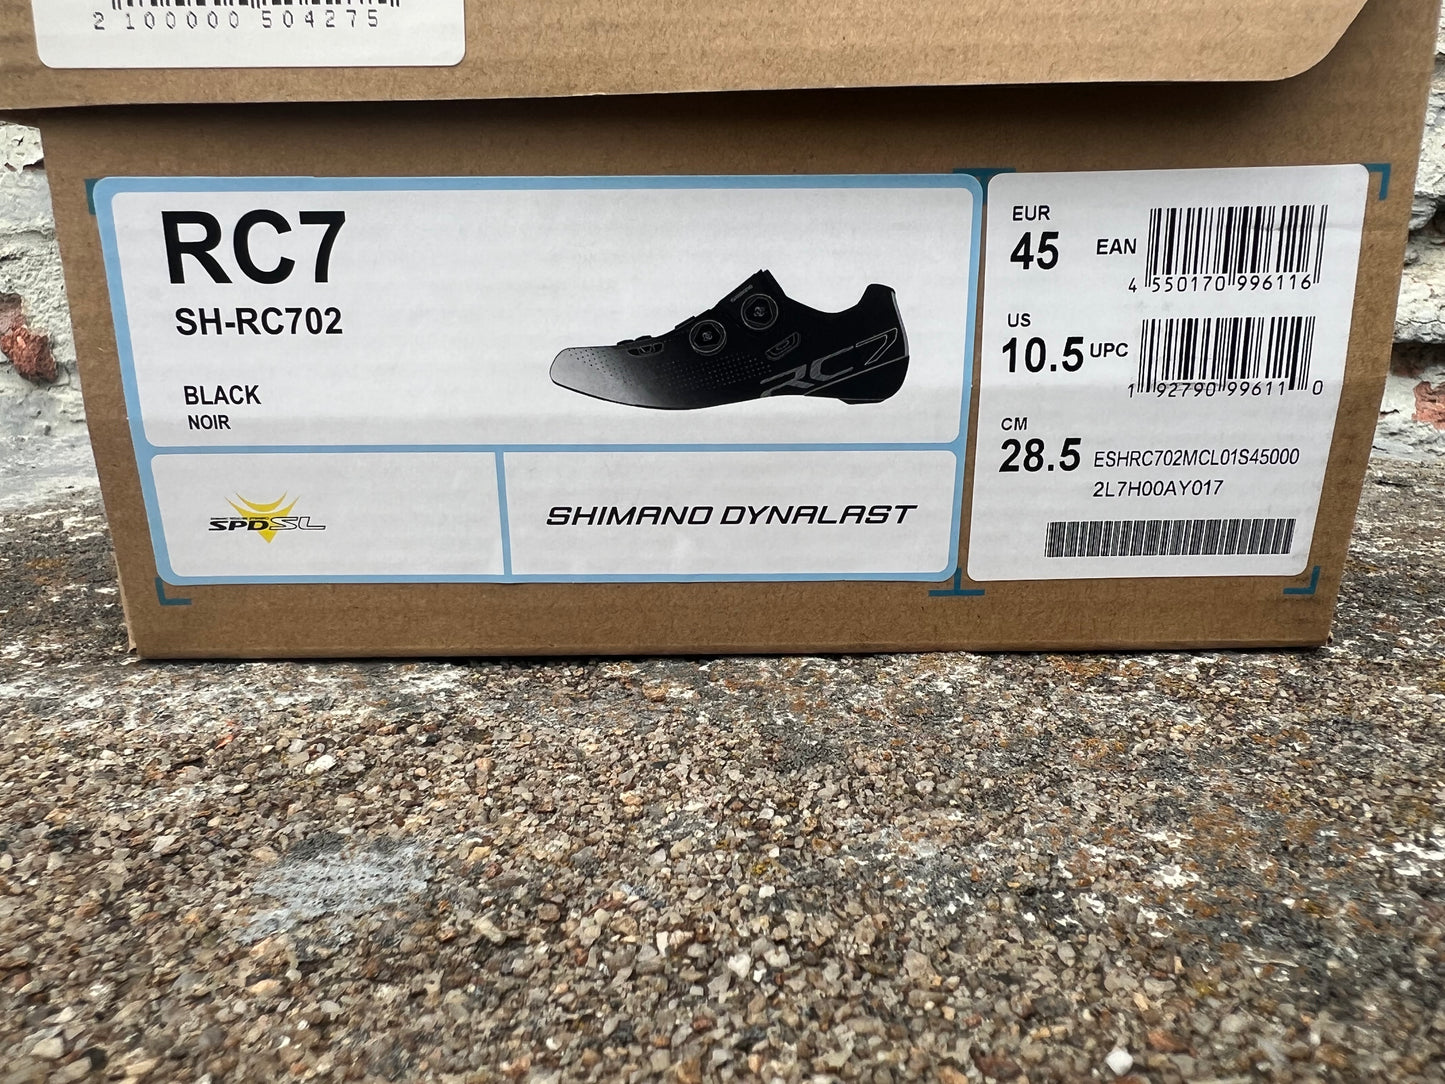 2 100000 504275
RC7
SH-RC702
BLACK
NOIR
SHIMANO
RC7
SPD-SL
SHIMANO DYNALAST
EUR
45
EAN
4 550170 996116
US
10.5
UPC
1 92790 99611 0
CM
28.5
ESHRC702MCL01S45000
2L7H00AY017